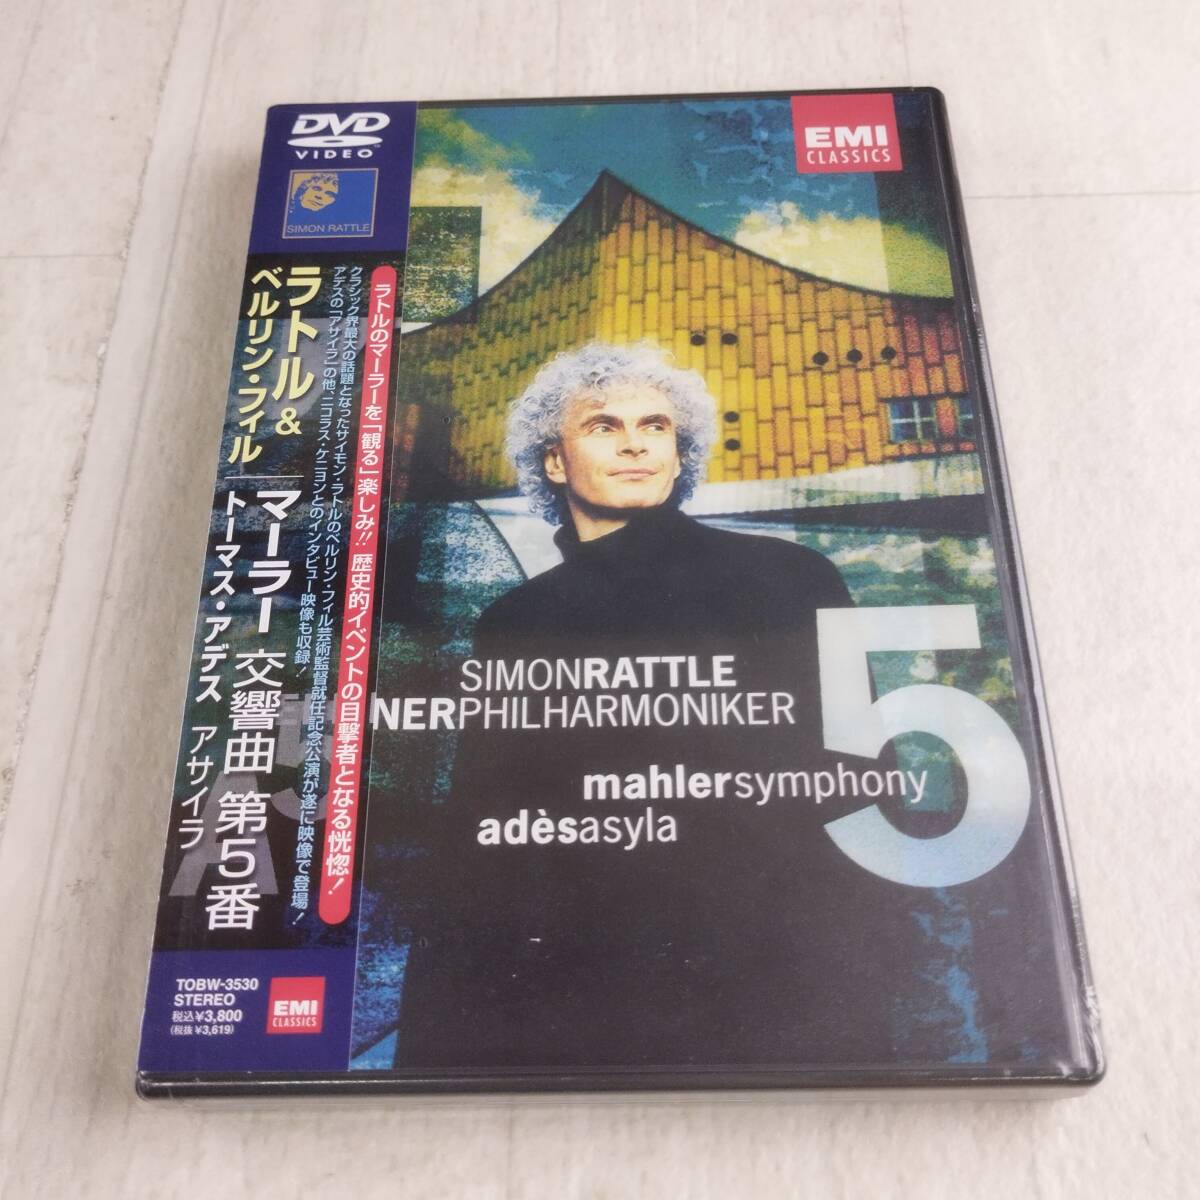 DVD
VIDEO
SIMON RATTLE
ラトル&
ベルリン・フィル
マーラー 交響曲 第5番
トーマス・アデス アサイラ
ラトルのマーラーを「観る」楽しみ!! 歴史的イベントの目撃者となる恍惚!
クラシック界最大の話題となったサイモン・ラトルのベルリン・フィル芸術監督就任記念公演が遂に映像で登場!
アデスの「アサイラ」の他、ニコラス・ケニヨンとのインタビュー映像も収録!
TOBW-3530
STEREO
税込¥3,800
(税抜¥3,619)
EMI
CLASSICS
EMI
CLASSICS
SIMONRATTLE
NERPHILHARMONIKER
5
mahlersymphony
adèsasyla